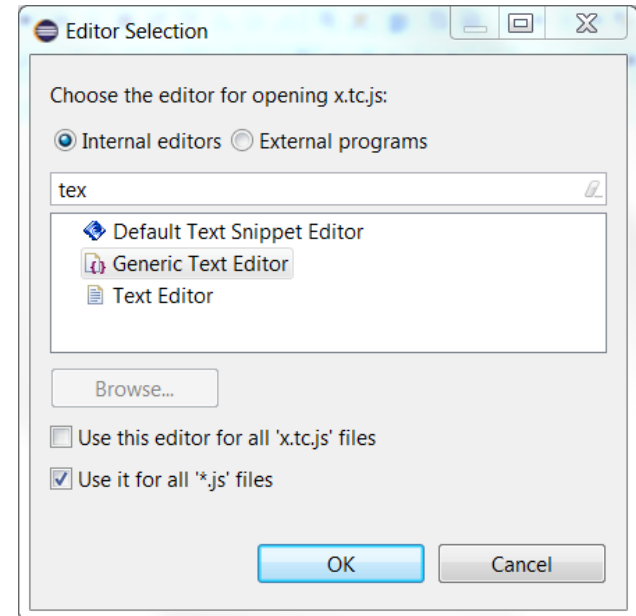 Editor Selection
Choose the editor for opening x.tc.js:
Internal editors External programs
tex
Default Text Snippet Editor
Generic Text Editor
Text Editor
Browse...
Use this editor for all 'x.tc.js' files
Use it for all '*.js' files
OK Cancel